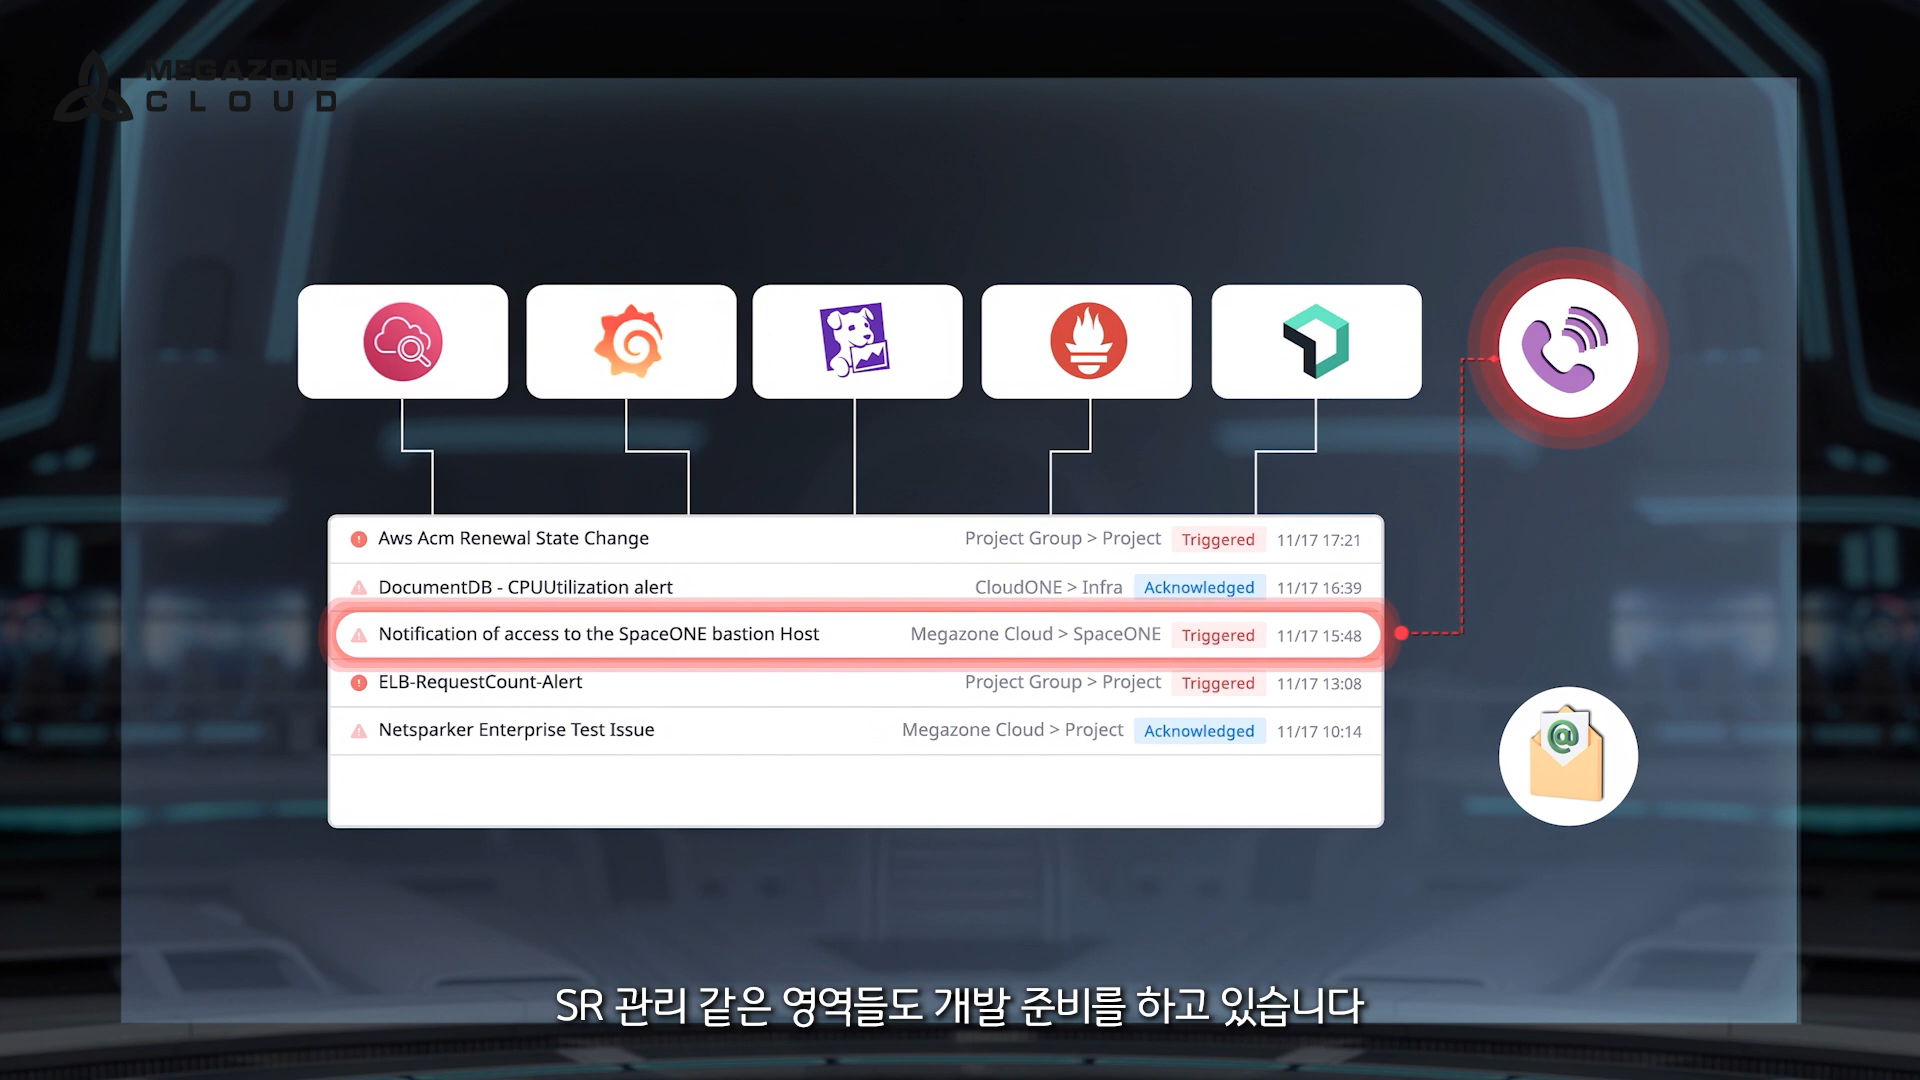 MEGAZONE
CLOUD
Aws Acm Renewal State Change Project Group > Project Triggered 11/17 17:21
DocumentDB - CPUUtilization alert CloudONE > Infra Acknowledged 11/17 16:39
Notification of access to the SpaceONE bastion Host Megazone Cloud > SpaceONE Triggered 11/17 15:48
ELB-RequestCount-Alert Project Group > Project Triggered 11/17 13:08
Netsparker Enterprise Test Issue Megazone Cloud > Project Acknowledged 11/17 10:14
@
SR 관리 같은 영역들도 개발 준비를 하고 있습니다